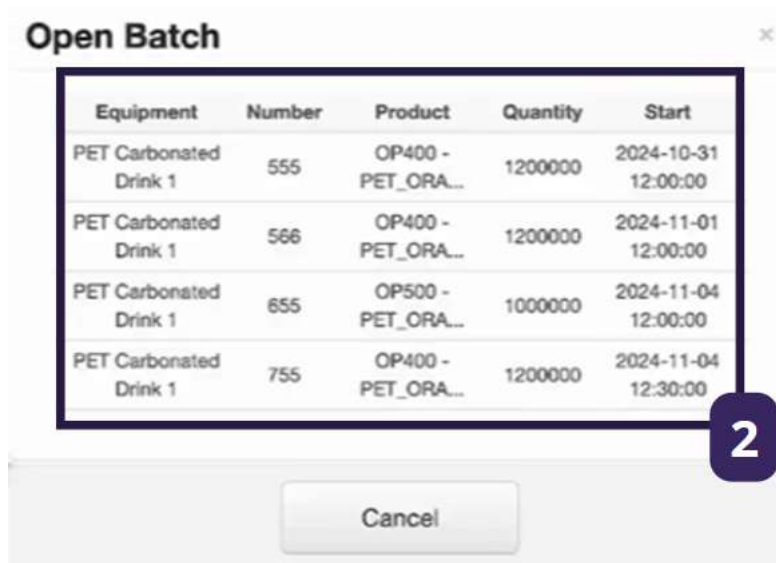 Open Batch
×
Equipment Number Product Quantity Start
PET Carbonated Drink 1 555 OP400 - PET_ORA... 1200000 2024-10-31 12:00:00
PET Carbonated Drink 1 566 OP400 - PET_ORA... 1200000 2024-11-01 12:00:00
PET Carbonated Drink 1 655 OP500 - PET_ORA... 1000000 2024-11-04 12:00:00
PET Carbonated Drink 1 755 OP400 - PET_ORA... 1200000 2024-11-04 12:30:00
2
Cancel